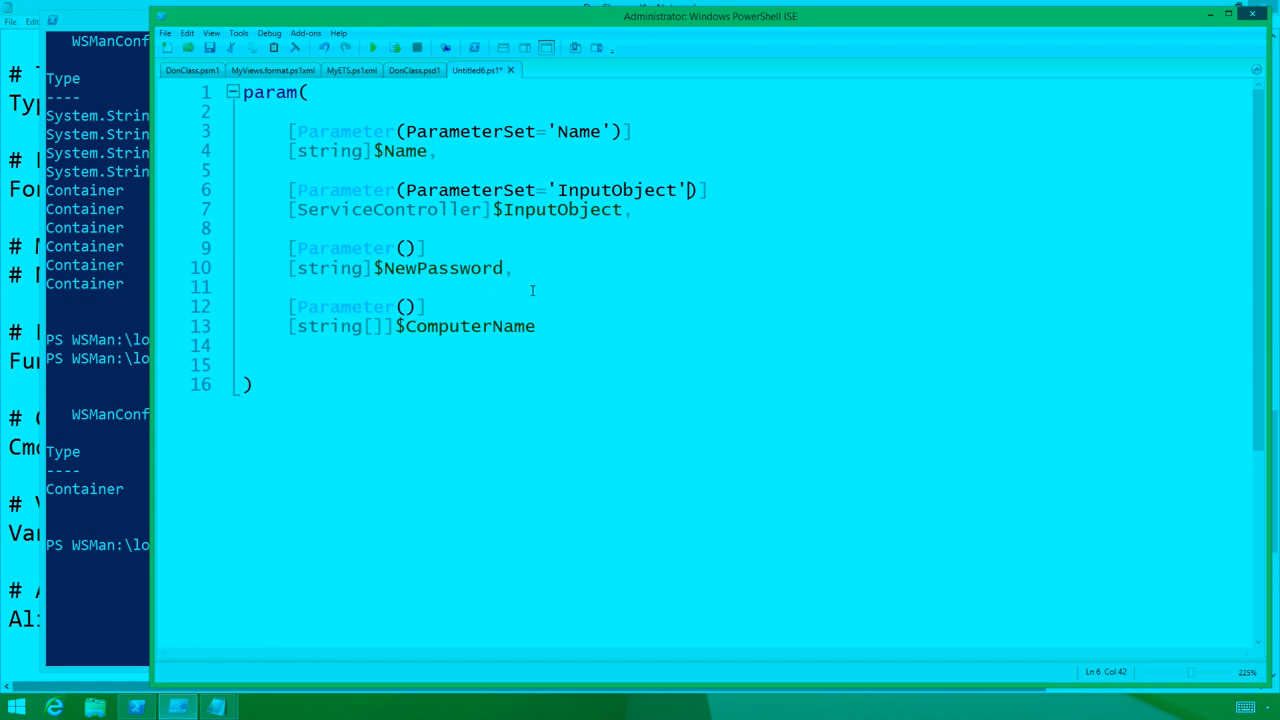 Administrator: Windows PowerShell ISE
File Edit View Tools Debug Add-ons Help
DonClass.psm1 MyViews.format.ps1xml MyETS.ps1xml DonClass.psd1 Untitled6.ps1*
1 param(
2
3 [Parameter(ParameterSet='Name')]
4 [string]$Name,
5
6 [Parameter(ParameterSet='InputObject')]
7 [ServiceController]$InputObject,
8
9 [Parameter()]
10 [string]$NewPassword,
11
12 [Parameter()]
13 [string[]]$ComputerName
14
15
16 )
Ln 6 Col 42 225%
File Edit
WSManConf
Type
----
System.Strin
System.Strin
System.Strin
System.Strin
Container
Container
Container
Container
Container
Container
PS WSMan:\lo
PS WSMan:\lo
WSManConf
Type
----
Container
PS WSMan:\lo